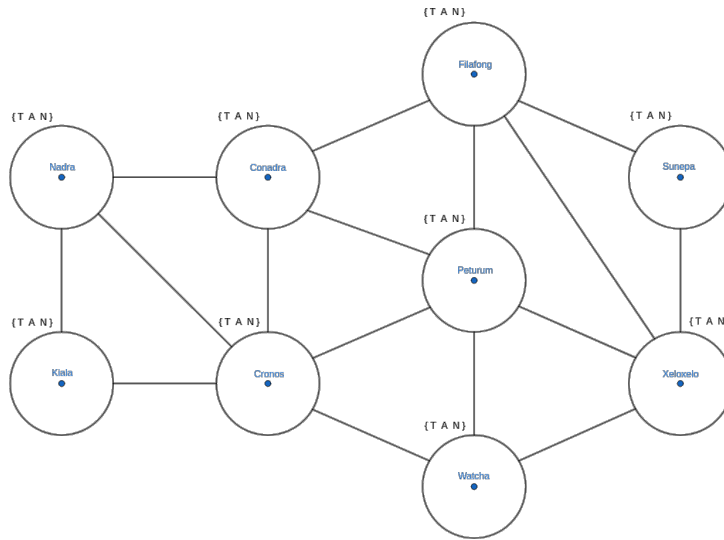 {T A N}
Filafong
{T A N}
Nadra
{T A N}
Conadra
{T A N}
Sunepa
{T A N}
Peturum
{T A N}
Kiala
{T A N}
Cronos
{T A N}
Xeloxelo
{T A N}
Watcha